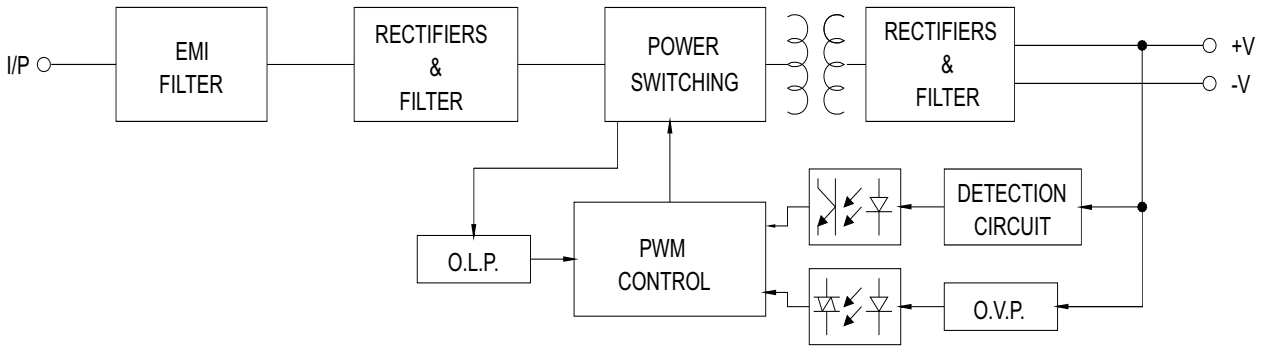 I/P
EMI
FILTER
RECTIFIERS
&
FILTER
POWER
SWITCHING
RECTIFIERS
&
FILTER
+V
-V
DETECTION
CIRCUIT
O.L.P.
PWM
CONTROL
O.V.P.